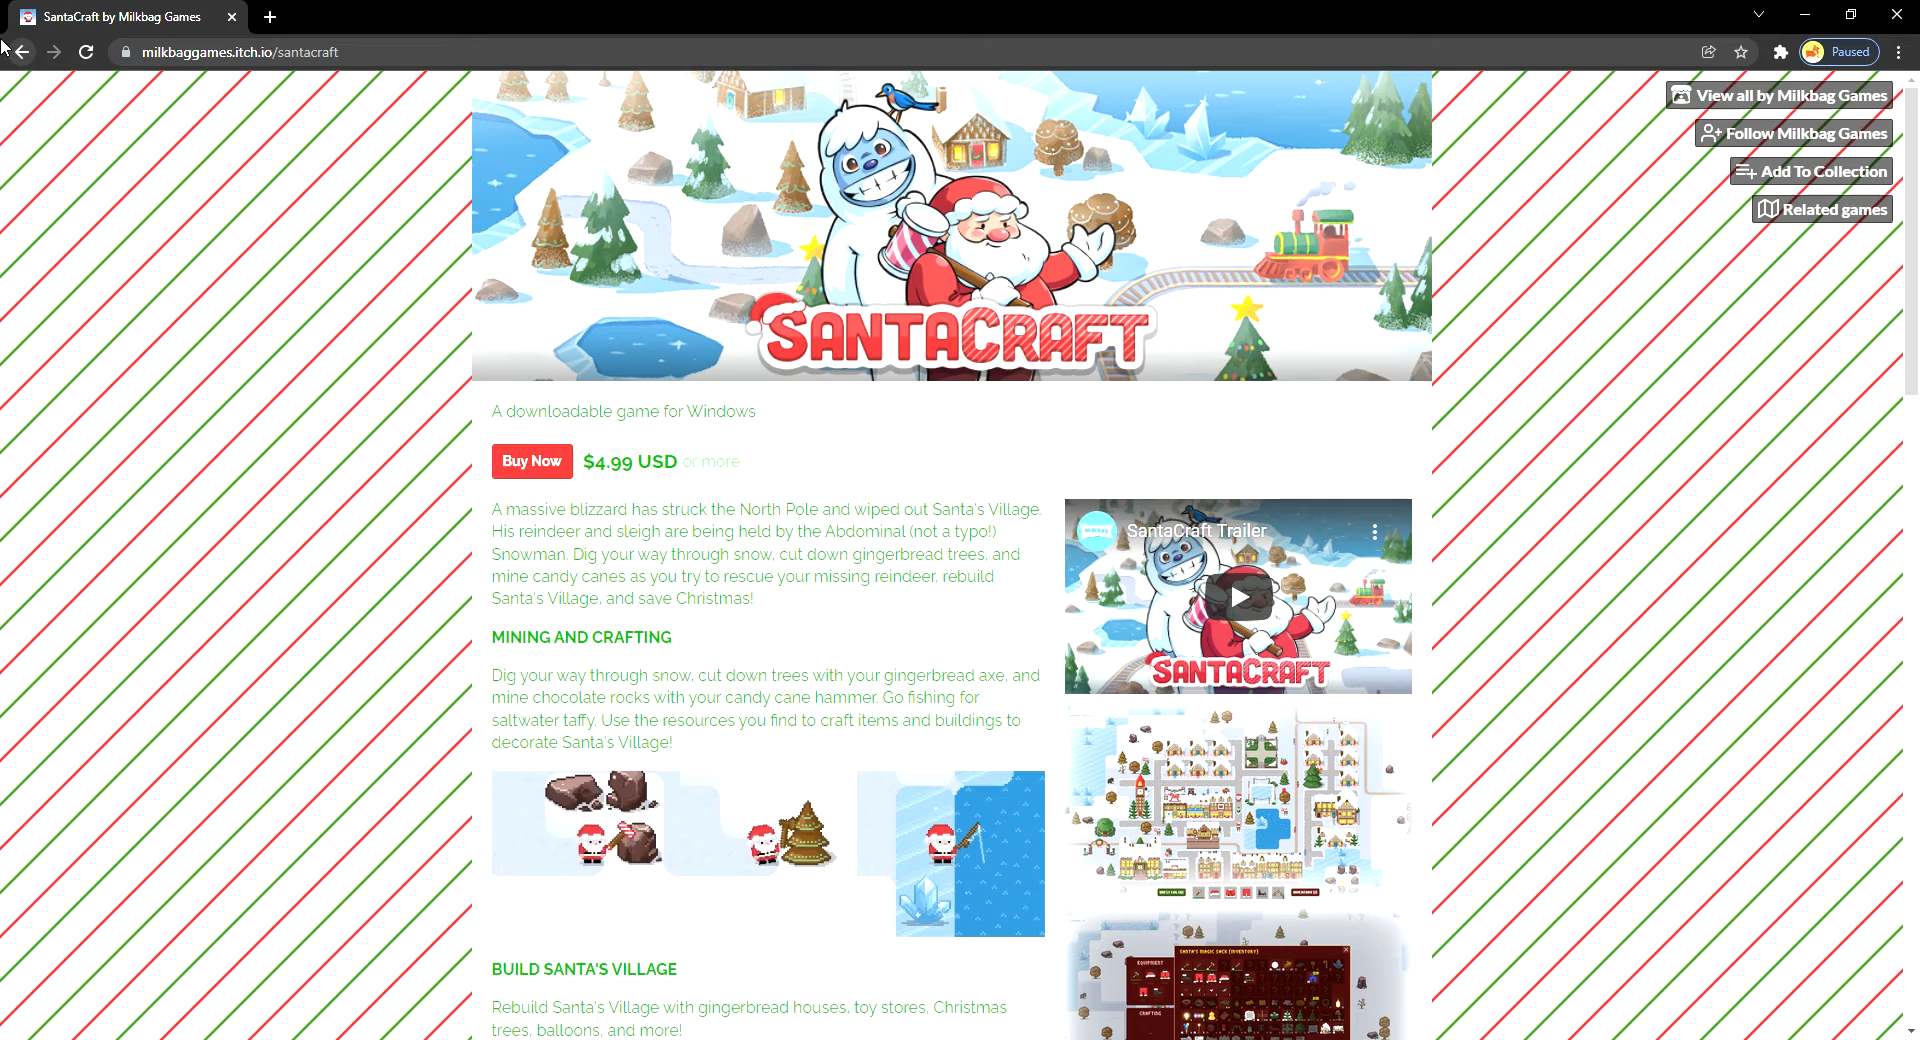 SantaCraft by Milkbag Games
milkbaggames.itch.io/santacraft
Paused
View all by Milkbag Games
Follow Milkbag Games
Add To Collection
Related games
SANTACRAFT
A downloadable game for Windows
Buy Now $4.99 USD or more
A massive blizzard has struck the North Pole and wiped out Santa's Village.
His reindeer and sleigh are being held by the Abdominal (not a typo!)
Snowman. Dig your way through snow, cut down gingerbread trees, and
mine candy canes as you try to rescue your missing reindeer, rebuild
Santa's Village, and save Christmas!
MINING AND CRAFTING
Dig your way through snow, cut down trees with your gingerbread axe, and
mine chocolate rocks with your candy cane hammer. Go fishing for
saltwater taffy. Use the resources you find to craft items and buildings to
decorate Santa's Village!
BUILD SANTA'S VILLAGE
Rebuild Santa's Village with gingerbread houses, toy stores, Christmas
trees, balloons, and more!
SantaCraft Trailer
SANTACRAFT
SANTA'S MAGIC SACK (INVENTORY)
EQUIPMENT
CRAFTING